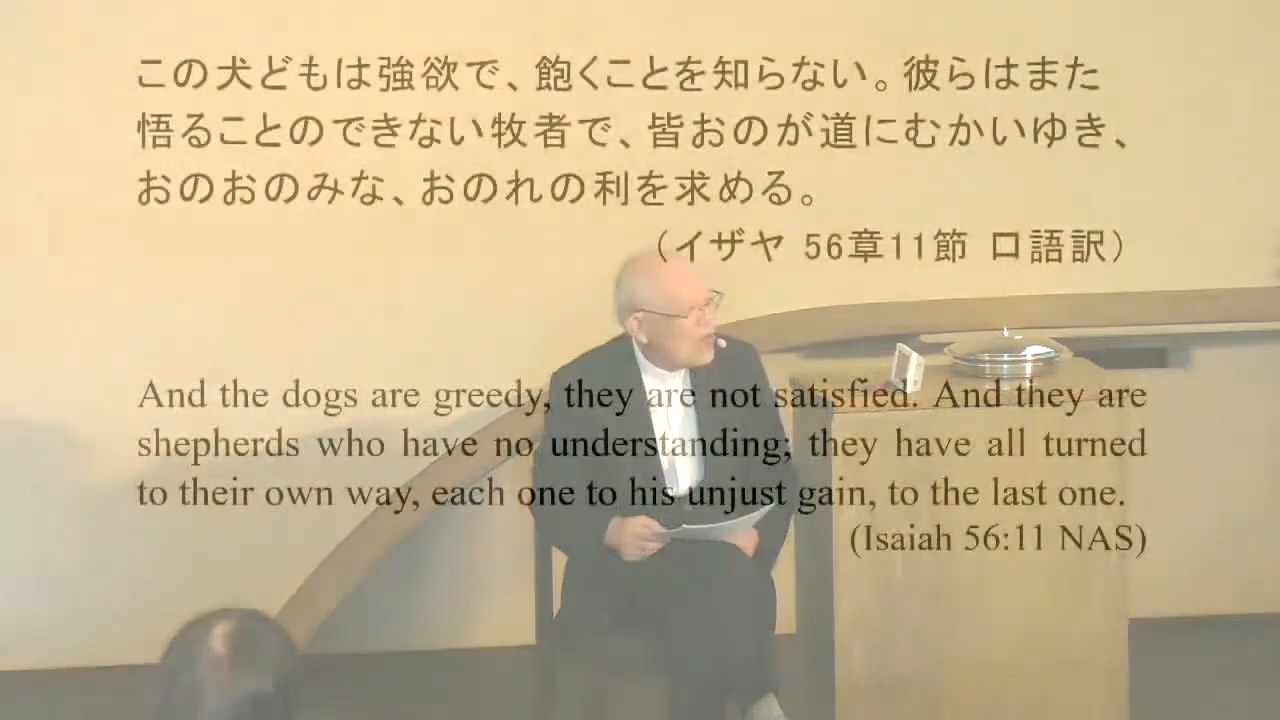 この犬どもは強欲で、飽くことを知らない。彼らはまた
悟ることのできない牧者で、皆おのが道にむかいゆき、
おのおのみな、おのれの利を求める。
（イザヤ 56章11節 口語訳）
And the dogs are greedy, they are not satisfied. And they are
shepherds who have no understanding; they have all turned
to their own way, each one to his unjust gain, to the last one.
(Isaiah 56:11 NAS)